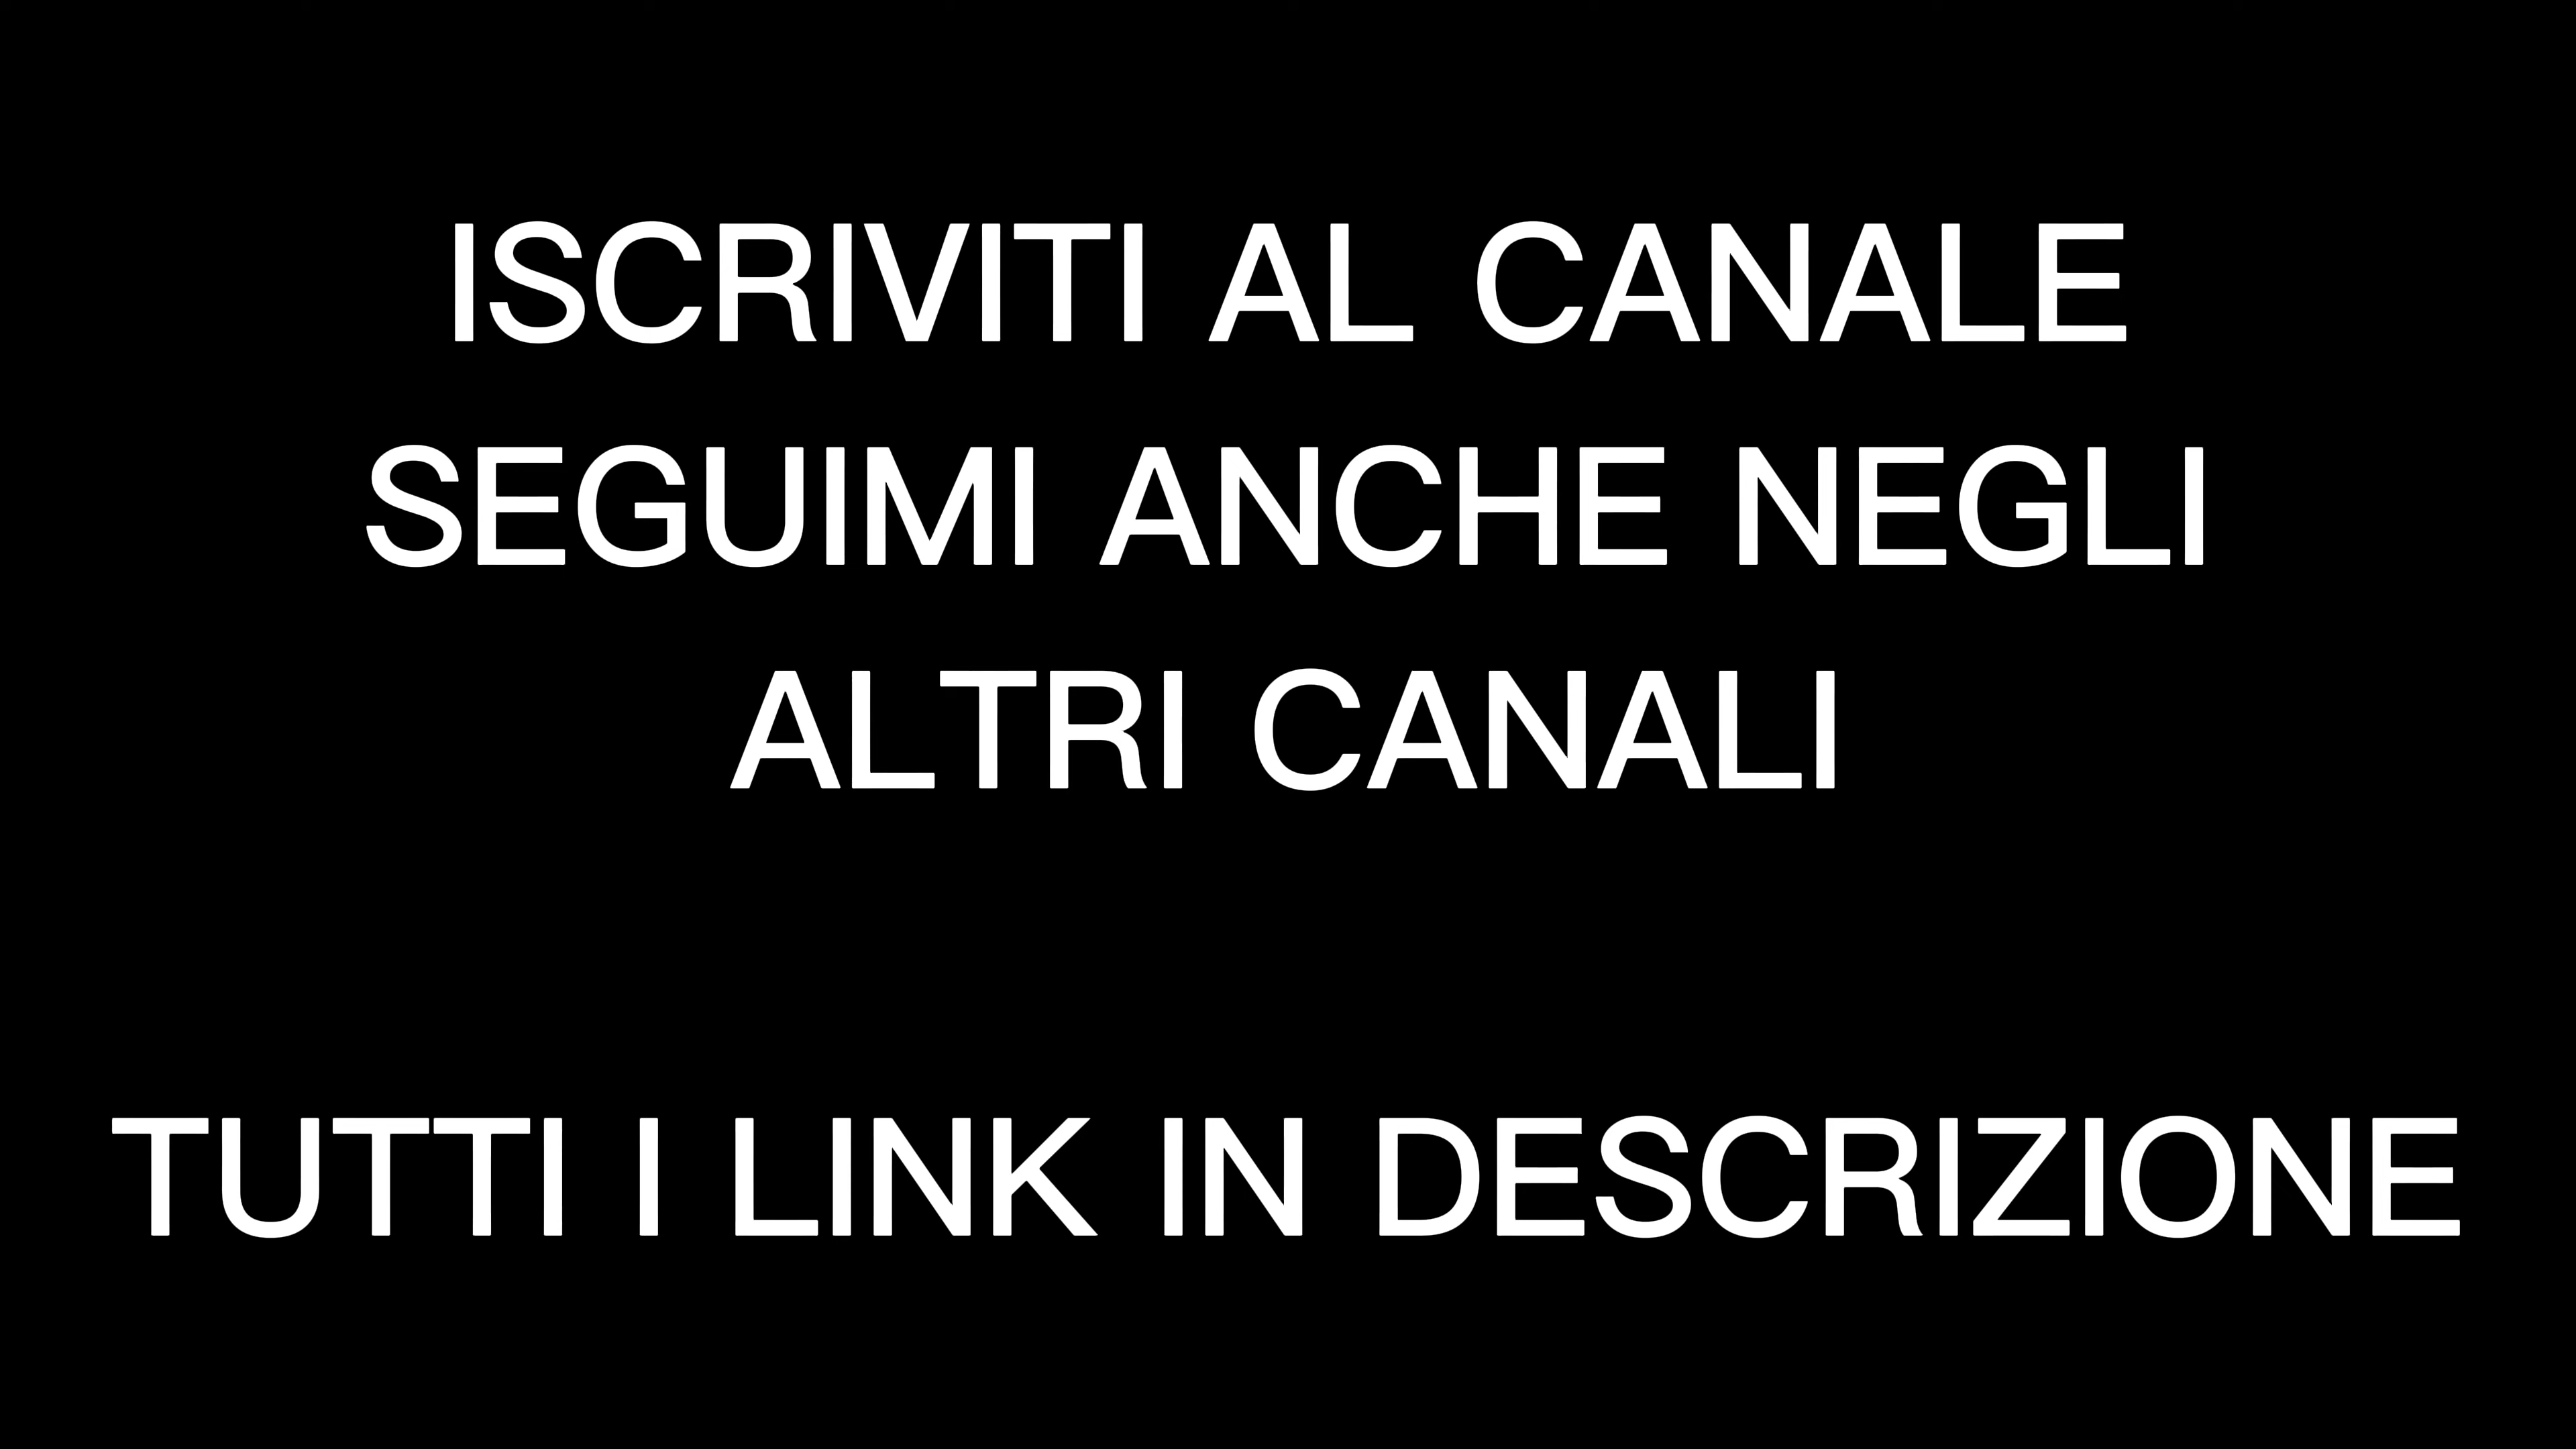 ISCRIVITI AL CANALE
SEGUIMI ANCHE NEGLI
ALTRI CANALI
TUTTI I LINK IN DESCRIZIONE